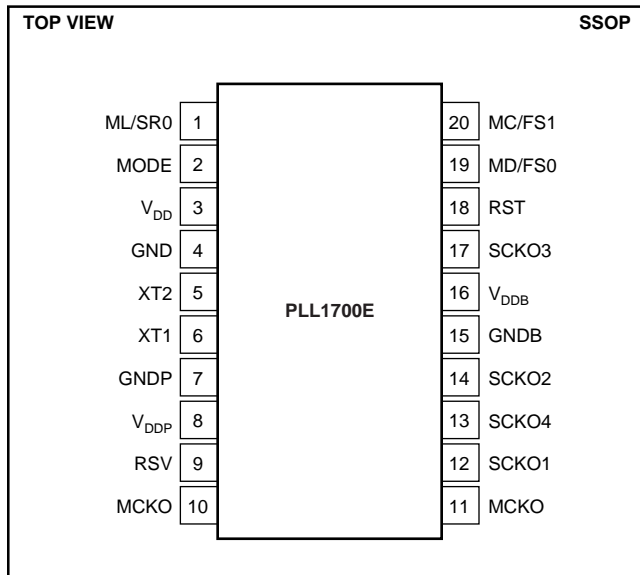 TOP VIEW SSOP
ML/SR0 1 20 MC/FS1
MODE 2 19 MD/FS0
VDD 3 18 RST
GND 4 17 SCKO3
XT2 5 16 VDDB
PLL1700E
XT1 6 15 GNDB
GNDP 7 14 SCKO2
VDDP 8 13 SCKO4
RSV 9 12 SCKO1
MCKO 10 11 MCKO